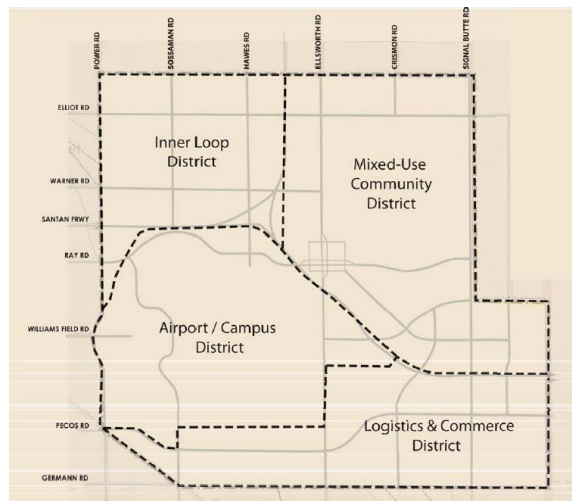 POWER RD
SOSSAMAN RD
HAWES RD
ELLSWORTH RD
CRISMON RD
SIGNAL BUTTE RD
ELLIOT RD
Inner Loop
District
Mixed-Use
Community
District
WARNER RD
SANTAN FRWY
RAY RD
Airport / Campus
District
WILLIAMS FIELD RD
PECOS RD
Logistics & Commerce
District
GERMANN RD